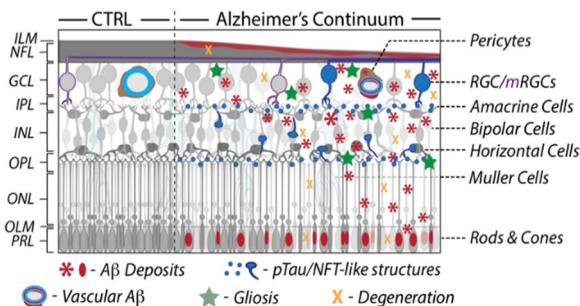 CTRL
Alzheimer's Continuum
ILM
NFL
GCL
IPL
INL
OPL
ONL
OLM
PRL
Pericytes
RGC/mRGCs
Amacrine Cells
Bipolar Cells
Horizontal Cells
Muller Cells
Rods & Cones
- Aβ Deposits
- pTau/NFT-like structures
- Vascular Aβ
- Gliosis
X - Degeneration